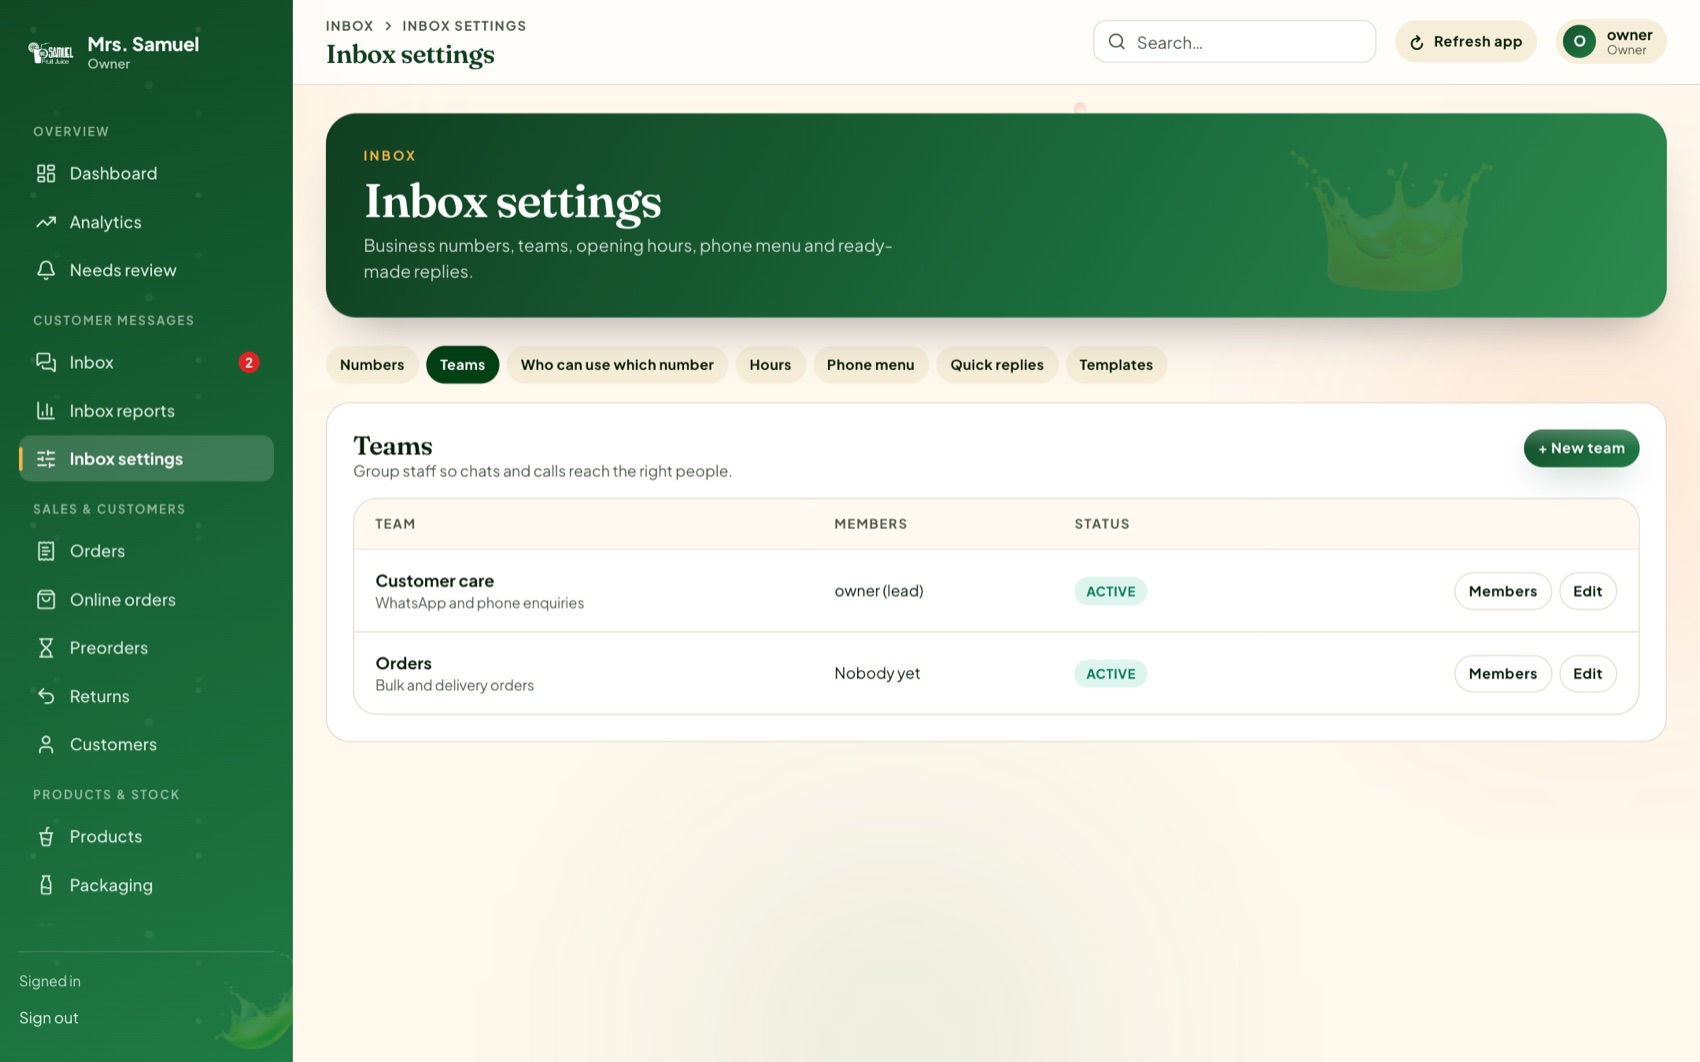 SAMUEL
Fruit Juice
Mrs. Samuel
Owner
OVERVIEW
Dashboard
Analytics
Needs review
CUSTOMER MESSAGES
Inbox 2
Inbox reports
Inbox settings
SALES & CUSTOMERS
Orders
Online orders
Preorders
Returns
Customers
PRODUCTS & STOCK
Products
Packaging
Signed in
Sign out
INBOX > INBOX SETTINGS
Inbox settings
Search...
Refresh app
O
owner
Owner
INBOX
Inbox settings
Business numbers, teams, opening hours, phone menu and ready-
made replies.
Numbers Teams Who can use which number Hours Phone menu Quick replies Templates
Teams
Group staff so chats and calls reach the right people.
+ New team
TEAM MEMBERS STATUS
Customer care
WhatsApp and phone enquiries
owner (lead) ACTIVE Members Edit
Orders
Bulk and delivery orders
Nobody yet ACTIVE Members Edit